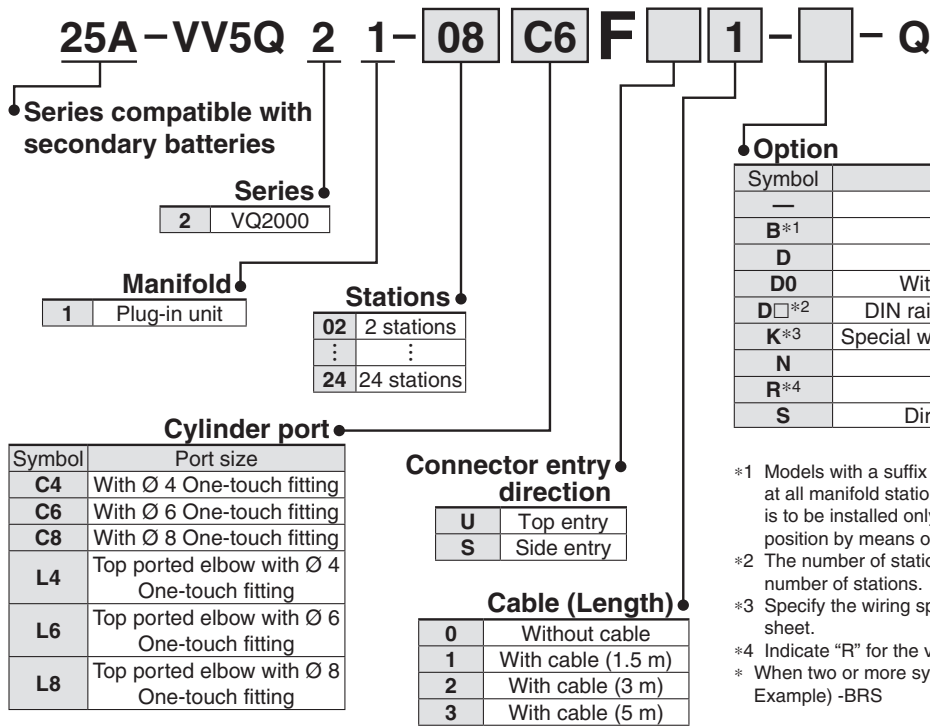 25A – VV5Q 2 1 – 08 C6 F 1 – – Q
Series compatible with
secondary batteries
Series
2 VQ2000
Manifold
1 Plug-in unit
Stations
02 2 stations
⋮ ⋮
24 24 stations
Cylinder port
Symbol Port size
C4 With Ø 4 One-touch fitting
C6 With Ø 6 One-touch fitting
C8 With Ø 8 One-touch fitting
L4 Top ported elbow with Ø 4
One-touch fitting
L6 Top ported elbow with Ø 6
One-touch fitting
L8 Top ported elbow with Ø 8
One-touch fitting
Connector entry
direction
U Top entry
S Side entry
Cable (Length)
0 Without cable
1 With cable (1.5 m)
2 With cable (3 m)
3 With cable (5 m)
Option
Symbol
—
B*1
D
D0 Wit
D□*2 DIN rai
K*3 Special w
N
R*4
S Dir
*1 Models with a suffix
at all manifold statio
is to be installed only
position by means o
*2 The number of static
number of stations.
*3 Specify the wiring sp
sheet.
*4 Indicate “R” for the v
* When two or more sy
Example) -BRS